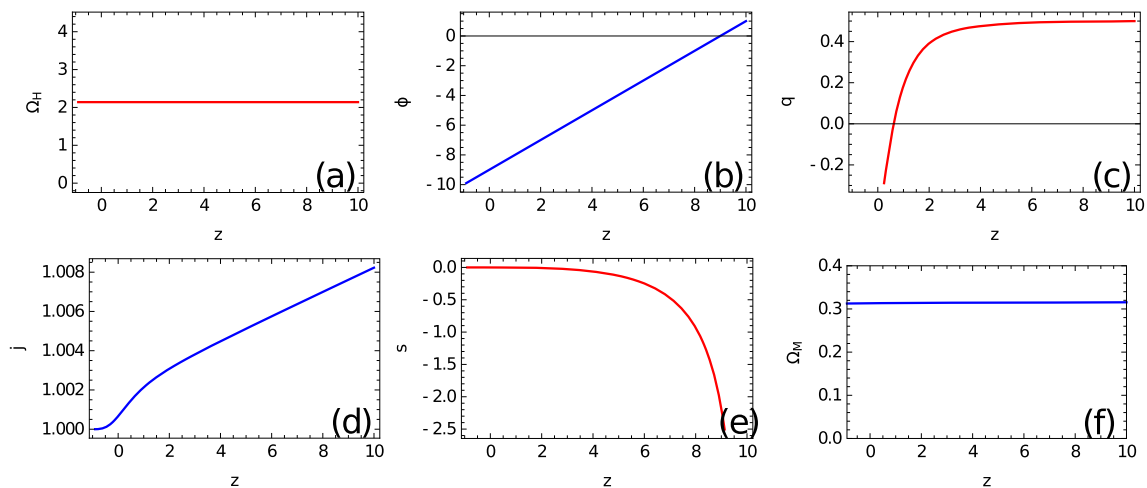 4
3
2
1
0
Ω_H
(a)
0 2 4 6 8 10
z
0
- 2
- 4
- 6
- 8
- 10
ϕ
(b)
0 2 4 6 8 10
z
0.4
0.2
0.0
- 0.2
q
(c)
0 2 4 6 8 10
z
1.008
1.006
1.004
1.002
1.000
j
(d)
0 2 4 6 8 10
z
0.0
- 0.5
- 1.0
- 1.5
- 2.0
- 2.5
s
(e)
0 2 4 6 8 10
z
0.4
0.3
0.2
0.1
0.0
Ω_M
(f)
0 2 4 6 8 10
z